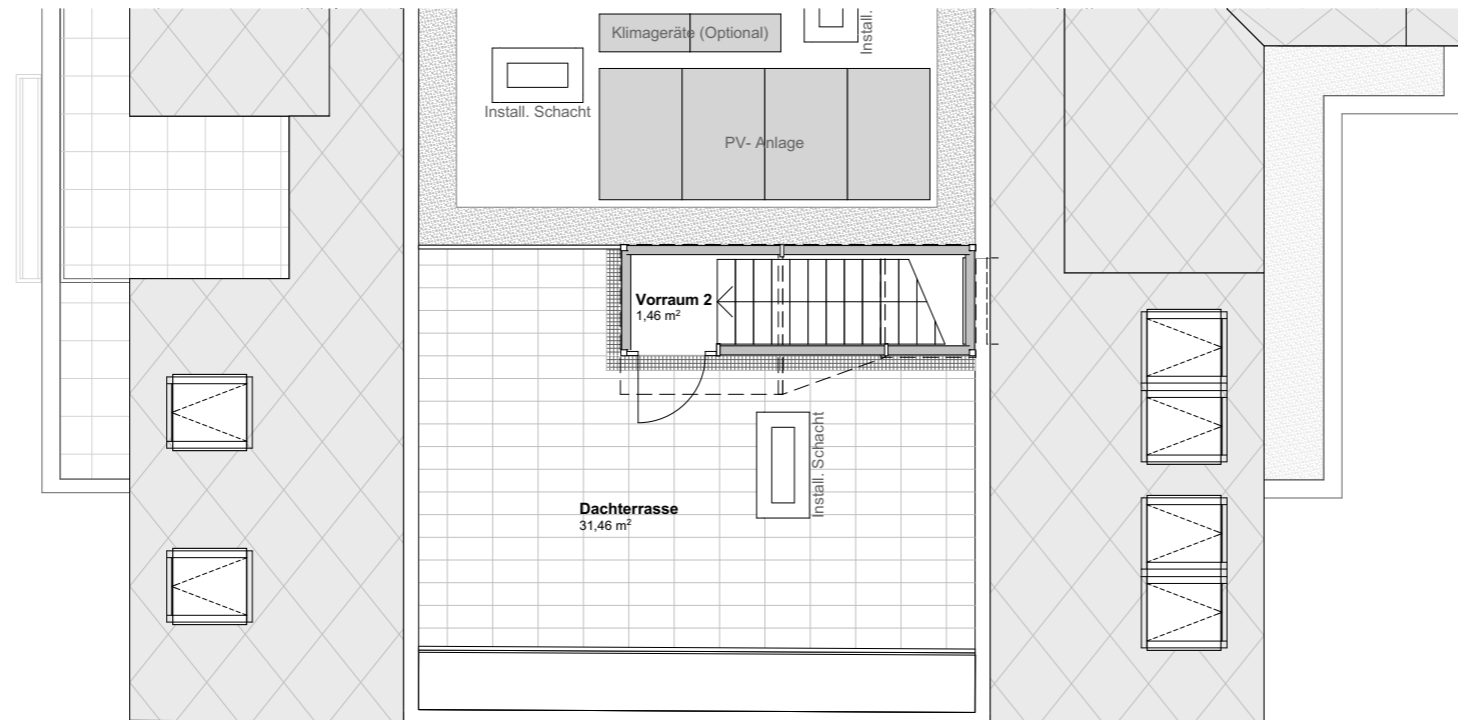 Klimageräte (Optional)
Install.
Install. Schacht
PV- Anlage
Vorraum 2
1,46 m²
Install. Schacht
Dachterrasse
31,46 m²